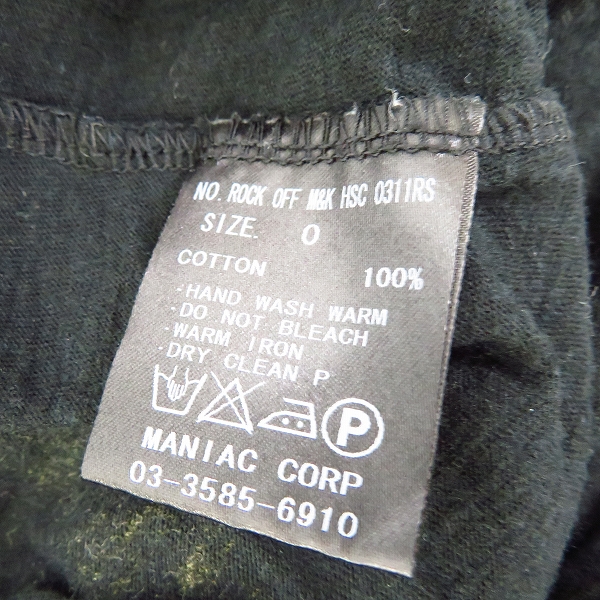 NO. ROCK OFF M&K HSC 0311RS
SIZE. 0
COTTON 100%
·HAND WASH WARM
·DO NOT BLEACH
·WARM IRON
·DRY CLEAN P
P
MANIAC CORP
03-3585-6910